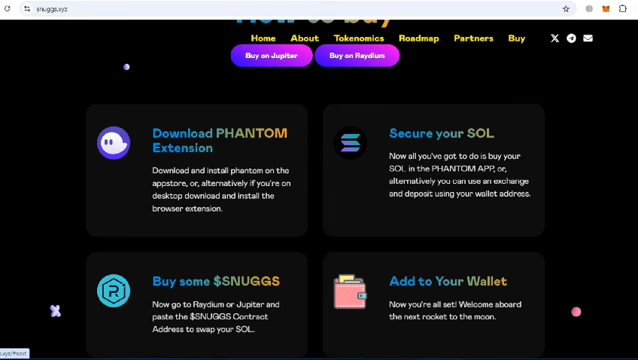 snuggs.xyz
How to buy
Home About Tokenomics Roadmap Partners Buy
Buy on Jupiter Buy on Raydium
Download PHANTOM
Extension
Download and install phantom on the
appstore, or, alternatively if you're on
desktop download and install the
browser extension.
Secure your SOL
Now all you've got to do is buy your
SOL in the PHANTOM APP, or,
alternatively you can use an exchange
and deposit using your wallet address.
Buy some $SNUGGS
Now go to Raydium or Jupiter and
paste the $SNUGGS Contract
Address to swap your SOL.
Add to Your Wallet
Now you're all set! Welcome aboard
the next rocket to the moon.